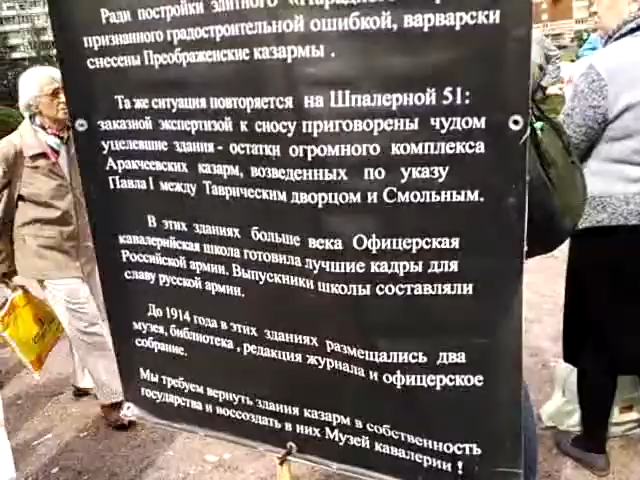 Ради постройки элитного
признанного градостроительной ошибкой, варварски
снесены Преображенские казармы .
Та же ситуация повторяется на Шпалерной 51:
заказной экспертизой к сносу приговорены чудом
уцелевшие здания - остатки огромного комплекса
Аракчеевских казарм, возведенных по указу
Павла I между Таврическим дворцом и Смольным.
В этих зданиях больше века Офицерская
кавалерийская школа готовила лучшие кадры для
Российской армии. Выпускники школы составляли
славу русской армии.
До 1914 года в этих зданиях размещались два
музея, библиотека , редакция журнала и офицерское
собрание.
Мы требуем вернуть здания казарм в собственность
государства и воссоздать в них Музей кавалерии !